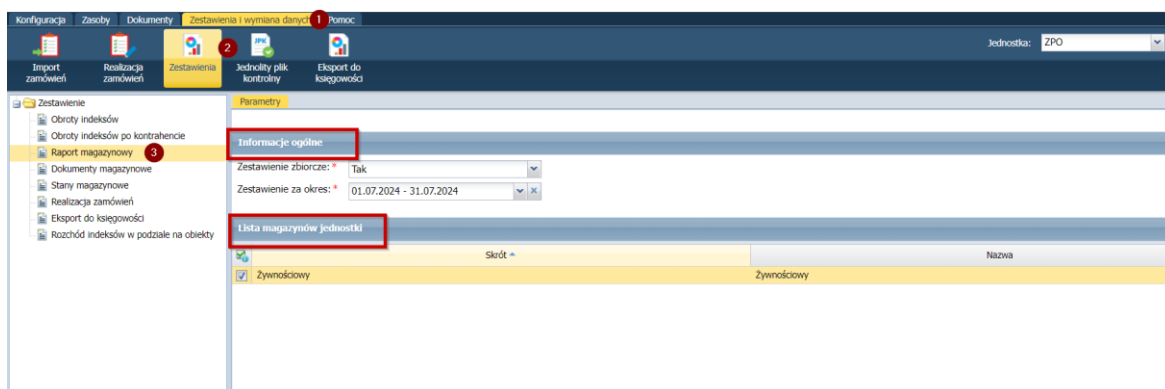 Konfiguracja Zasoby Dokumenty Zestawienia i wymiana danych 1 Pomoc
Import zamówień
Realizacja zamówień
Zestawienia
2
Jednolity plik kontrolny
Eksport do księgowości
Jednostka: ZPO
Zestawienie
Obroty indeksów
Obroty indeksów po kontrahencie
Raport magazynowy 3
Dokumenty magazynowe
Stany magazynowe
Realizacja zamówień
Eksport do księgowości
Rozchód indeksów w podziale na obiekty
Parametry
Informacje ogólne
Zestawienie zbiorcze: * Tak
Zestawienie za okres: * 01.07.2024 - 31.07.2024
Lista magazynów jednostki
Skrót Nazwa
Żywnościowy Żywnościowy